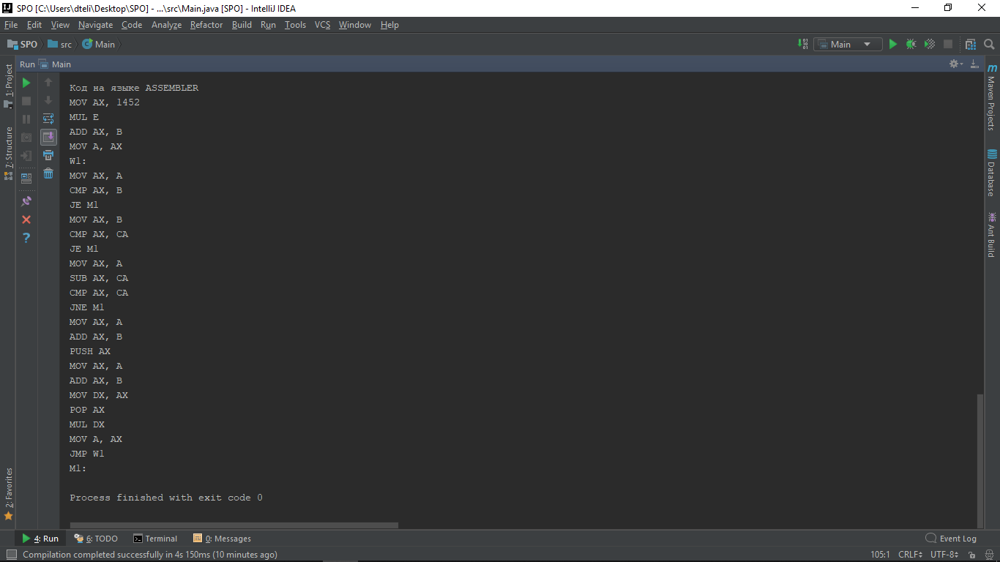 SPO [C:\Users\dteli\Desktop\SPO] - ...\src\Main.java [SPO] - IntelliJ IDEA
File Edit View Navigate Code Analyze Refactor Build Run Tools VCS Window Help
SPO src Main Main
Run Main
1: Project
7: Structure
2: Favorites
Код на языке ASSEMBLER
MOV AX, 1452
MUL E
ADD AX, B
MOV A, AX
W1:
MOV AX, A
CMP AX, B
JE M1
MOV AX, B
CMP AX, CA
JE M1
MOV AX, A
SUB AX, CA
CMP AX, CA
JNE M1
MOV AX, A
ADD AX, B
PUSH AX
MOV AX, A
ADD AX, B
MOV DX, AX
POP AX
MUL DX
MOV A, AX
JMP W1
M1:
Process finished with exit code 0
Maven Projects
Database
Ant Build
4: Run 6: TODO Terminal 0: Messages Event Log
Compilation completed successfully in 4s 150ms (10 minutes ago) 105:1 CRLF UTF-8